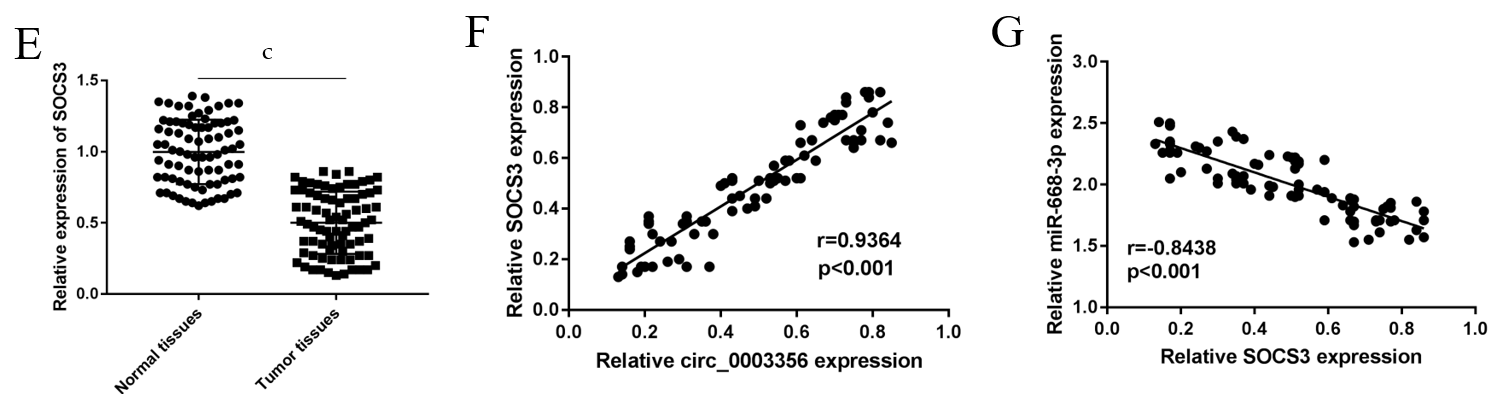 E
c
Relative expression of SOCS3
1.5
1.0
0.5
0.0
Normal tissues
Tumor tissues
F
Relative SOCS3 expression
1.0
0.8
0.6
0.4
0.2
0.0
r=0.9364
p<0.001
0.0 0.2 0.4 0.6 0.8 1.0
Relative circ_0003356 expression
G
Relative miR-668-3p expression
3.0
2.5
2.0
1.5
1.0
r=-0.8438
p<0.001
0.0 0.2 0.4 0.6 0.8 1.0
Relative SOCS3 expression